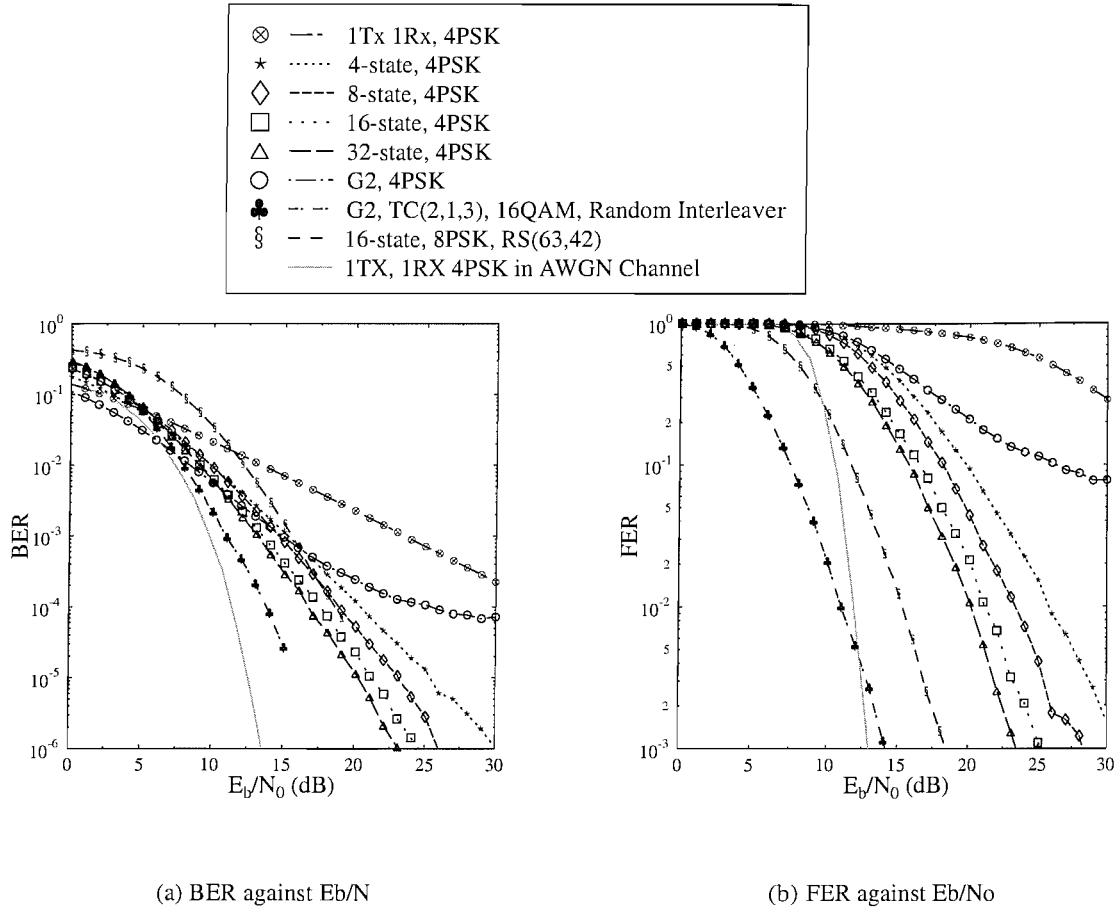 1Tx 1Rx, 4PSK
4-state, 4PSK
8-state, 4PSK
16-state, 4PSK
32-state, 4PSK
G2, 4PSK
G2, TC(2,1,3), 16QAM, Random Interleaver
§ 16-state, 8PSK, RS(63,42)
1TX, 1RX 4PSK in AWGN Channel
BER
10⁰
10⁻¹
10⁻²
10⁻³
10⁻⁴
10⁻⁵
10⁻⁶
0 5 10 15 20 25 30
E_b/N_0 (dB)
FER
10⁰
5
2
10⁻¹
5
2
10⁻²
5
2
10⁻³
0 5 10 15 20 25 30
E_b/N_0 (dB)
(a) BER against Eb/N
(b) FER against Eb/No